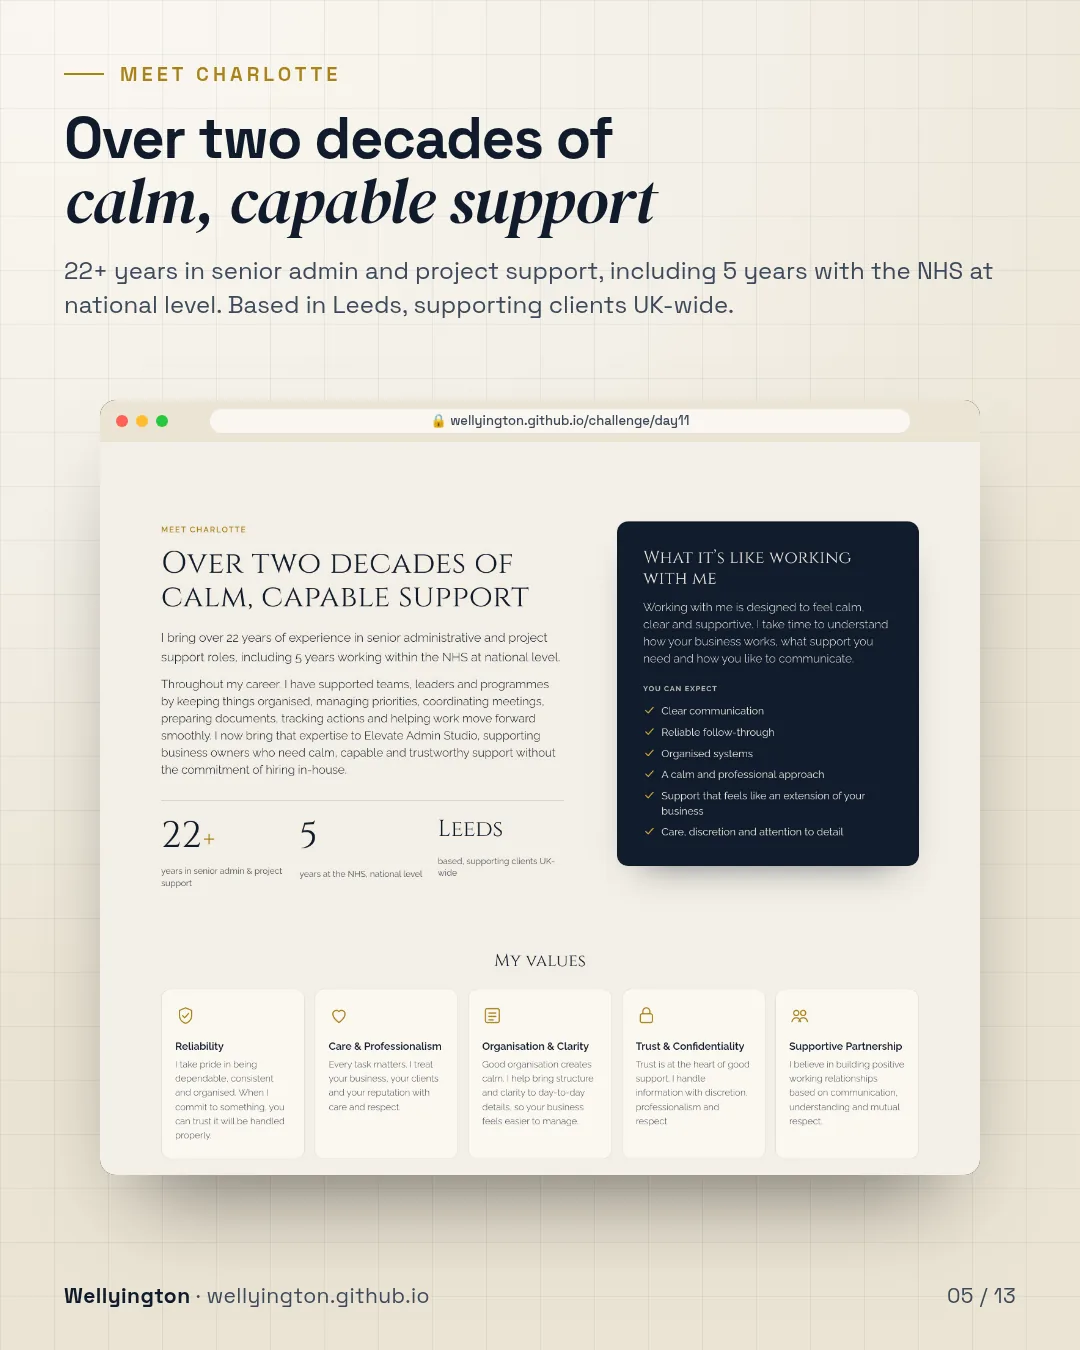 MEET CHARLOTTE
Over two decades of
calm, capable support
22+ years in senior admin and project support, including 5 years with the NHS at
national level. Based in Leeds, supporting clients UK-wide.
wellyington.github.io/challenge/day11
MEET CHARLOTTE
Over two decades of
calm, capable support
I bring over 22 years of experience in senior administrative and project
support roles, including 5 years working within the NHS at national level.
Throughout my career, I have supported teams, leaders and programmes
by keeping things organised, managing priorities, coordinating meetings,
preparing documents, tracking actions and helping work move forward
smoothly. I now bring that expertise to Elevate Admin Studio, supporting
business owners who need calm, capable and trustworthy support without
the commitment of hiring in-house.
22+
years in senior admin & project
support
5
years at the NHS, national level
Leeds
based, supporting clients UK-
wide
What it's like working
with me
Working with me is designed to feel calm,
clear and supportive. I take time to understand
how your business works, what support you
need and how you like to communicate.
YOU CAN EXPECT
Clear communication
Reliable follow-through
Organised systems
A calm and professional approach
Support that feels like an extension of your
business
Care, discretion and attention to detail
My values
Reliability
I take pride in being
dependable, consistent
and organised. When I
commit to something, you
can trust it will be handled
properly.
Care & Professionalism
Every task matters. I treat
your business, your clients
and your reputation with
care and respect.
Organisation & Clarity
Good organisation creates
calm. I help bring structure
and clarity to day-to-day
details, so your business
feels easier to manage.
Trust & Confidentiality
Trust is at the heart of good
support. I handle
information with discretion,
professionalism and
respect.
Supportive Partnership
I believe in building positive
working relationships
based on communication,
understanding and mutual
respect.
Wellyington · wellyington.github.io
05 / 13